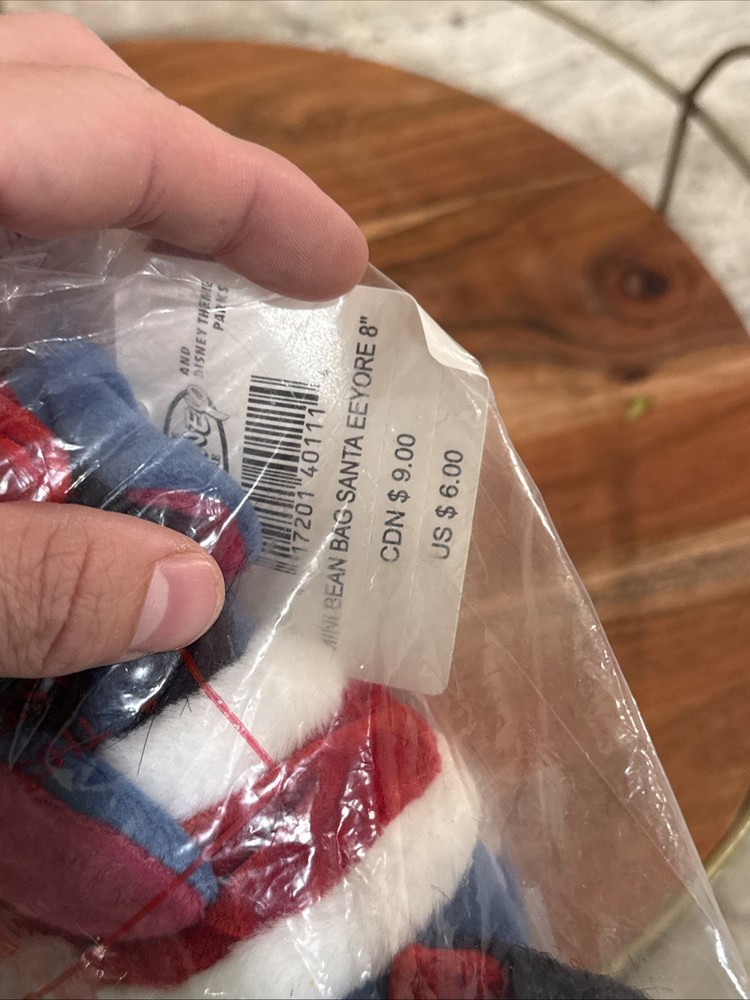 AND
DISNEY THEME
PARKS
17201 40111
MINI BEAN BAG SANTA EEYORE 8"
CDN $ 9.00
US $ 6.00